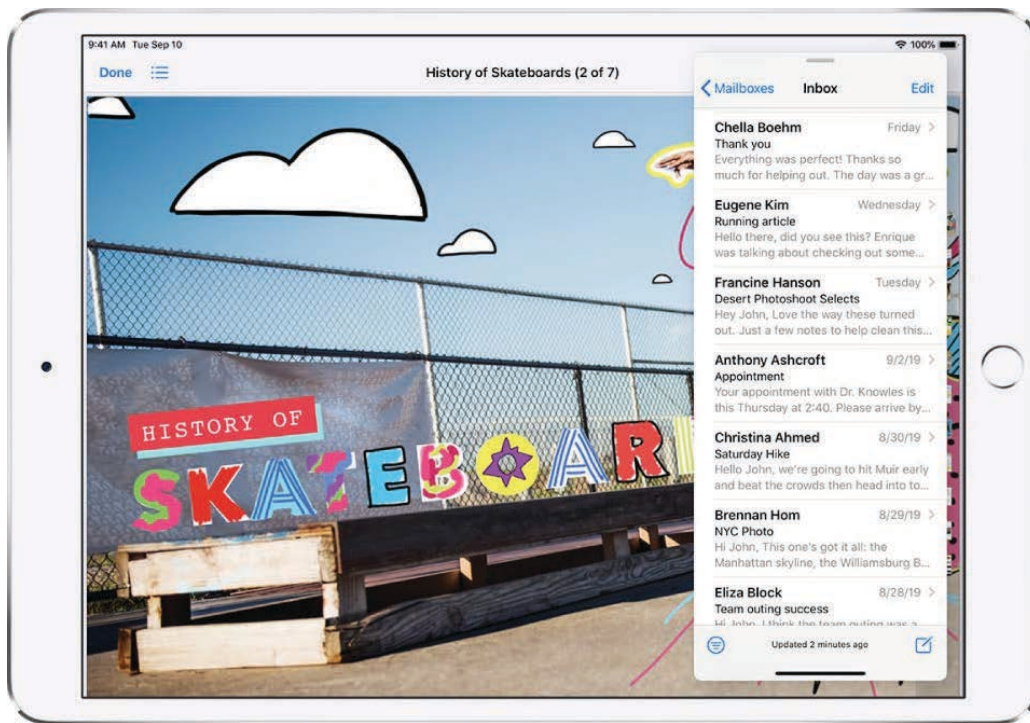 9:41 AM Tue Sep 10
100%
Done
History of Skateboards (2 of 7)
HISTORY OF
SKATEBOAR
Mailboxes
Inbox
Edit
Chella Boehm
Friday
Thank you
Everything was perfect! Thanks so
much for helping out. The day was a gr...
Eugene Kim
Wednesday
Running article
Hello there, did you see this? Enrique
was talking about checking out some...
Francine Hanson
Tuesday
Desert Photoshoot Selects
Hey John, Love the way these turned
out. Just a few notes to help clean this...
Anthony Ashcroft
9/2/19
Appointment
Your appointment with Dr. Knowles is
this Thursday at 2:40. Please arrive by...
Christina Ahmed
8/30/19
Saturday Hike
Hello John, we're going to hit Muir early
and beat the crowds then head into to...
Brennan Hom
8/29/19
NYC Photo
Hi John, This one's got it all: the
Manhattan skyline, the Williamsburg B...
Eliza Block
8/28/19
Team outing success
Hi John, I think the team outing was a
Updated 2 minutes ago